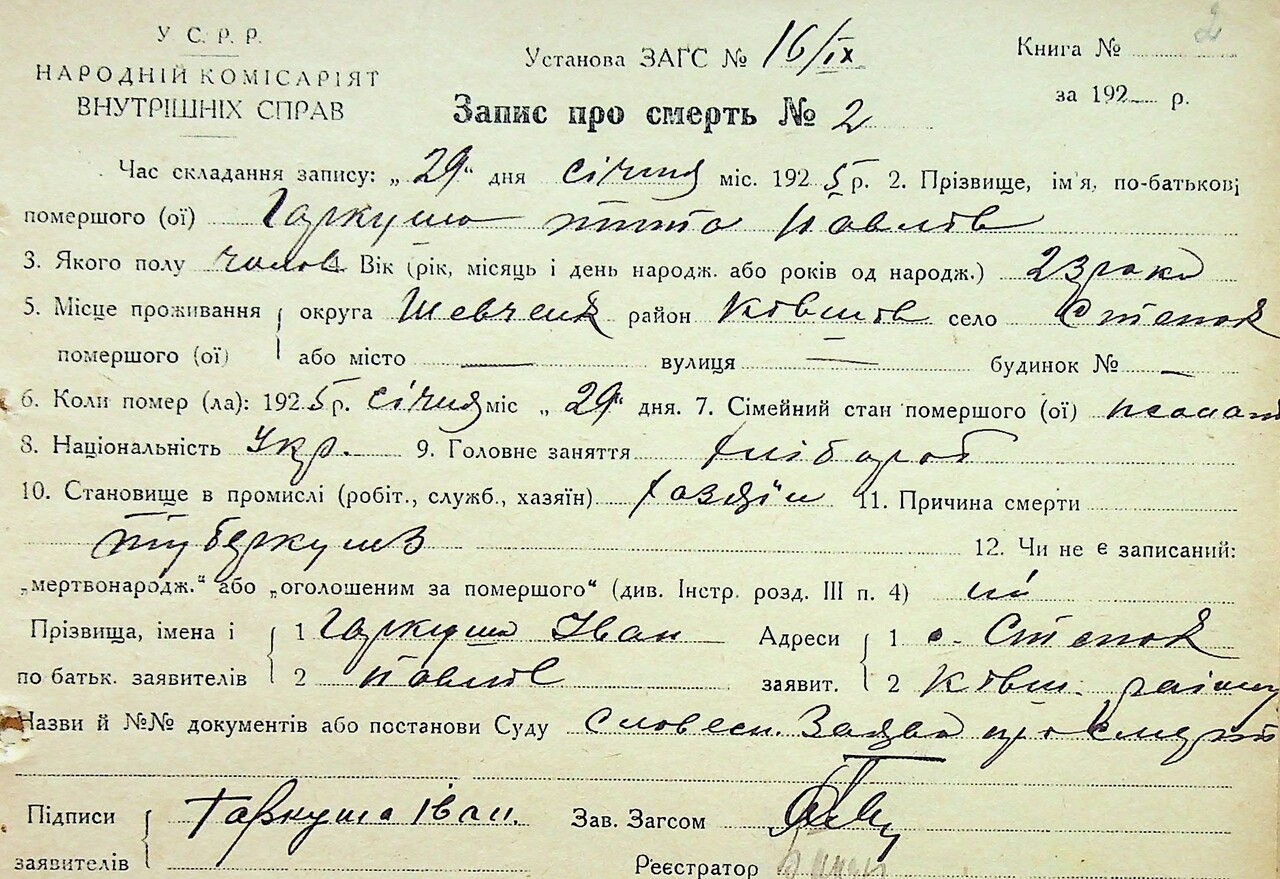 У С. Р. Р.
НАРОДНІЙ КОМІСАРІЯТ
ВНУТРІШНІХ СПРАВ
Установа ЗАГС № 16/IX
Книга № 2
за 192 р.
Запис про смерть № 2
Час складання запису: „29“ дня січня міс. 1925 р. 2. Прізвище, ім'я, по-батькові
помершого (ої) Гаркуша Павлов
3. Якого полу чолов 4 Вік (рік, місяць і день народж. або років од народж.) 23 роки
5. Місце проживання округа Шевченк район Ковшов село Степок
помершого (ої) або місто — вулиця — будинок № —
6. Коли помер (ла): 1925 р. січня міс „29“ дня. 7. Сімейний стан помершого (ої)
8. Національність Укр. 9. Головне заняття хлібороб
10. Становище в промислі (робіт., служб., хазяїн) хазяїн 11. Причина смерти
туберкульоз 12. Чи не є записаний:
„мертвонародж.“ або „оголошеним за помершого“ (див. Інстр. розд. III п. 4) ні
Прізвища, імена і 1 Гаркуша Іван Адреси 1 с. Степок
по батьк. заявителів 2 Павлов заявит. 2 Ковш. району
Назви й №№ документів або постанови Суду словесн. Заява про смерть
Підписи Гаркуша Іван. Зав. Загсом
заявителів Реєстратор